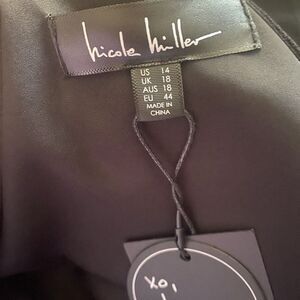 nicole miller
US 14
UK 18
AUS 18
EU 44
MADE IN
CHINA
xo,